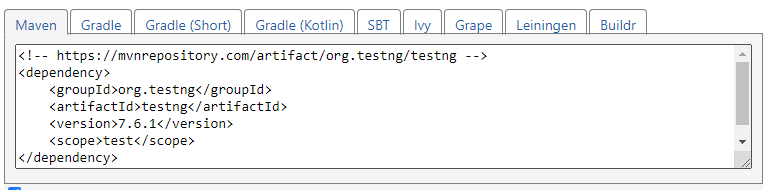 Maven Gradle Gradle (Short) Gradle (Kotlin) SBT Ivy Grape Leiningen Buildr
<!-- https://mvnrepository.com/artifact/org.testng/testng -->
<dependency>
    <groupId>org.testng</groupId>
    <artifactId>testng</artifactId>
    <version>7.6.1</version>
    <scope>test</scope>
</dependency>